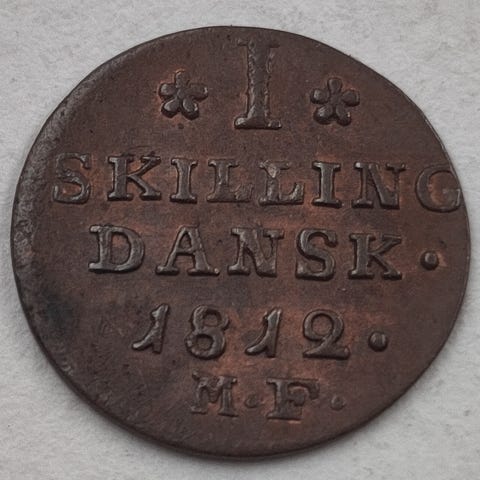 I
SKILLING
DANSK.
1812.
M.F.